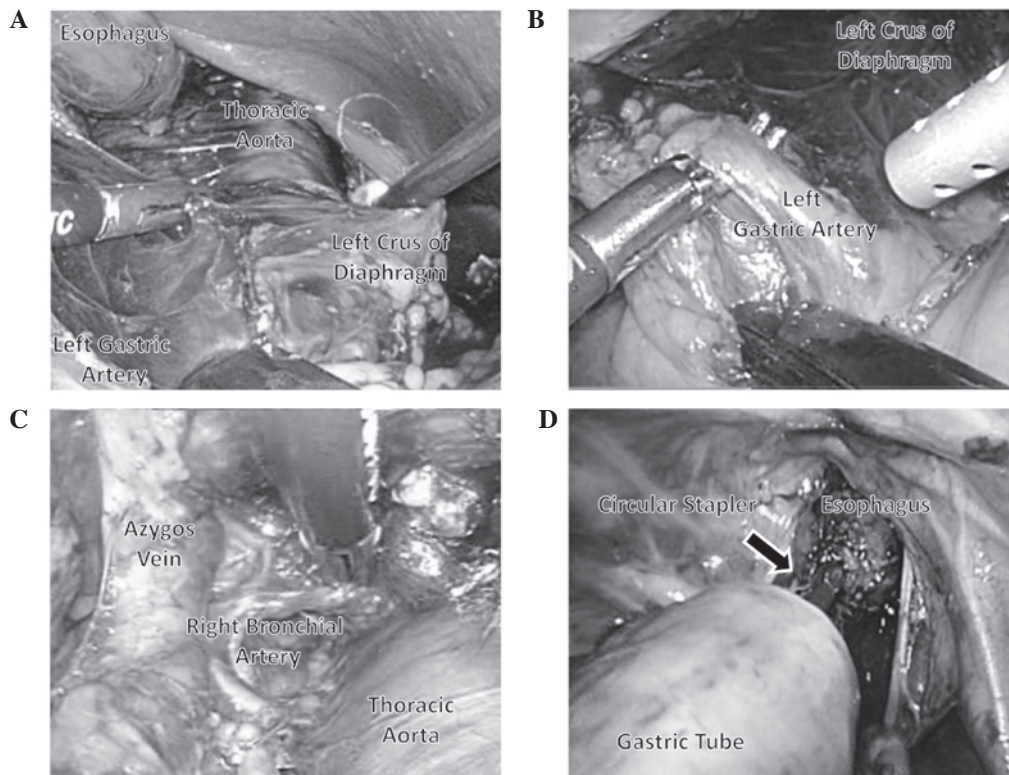 A
Esophagus
Thoracic
Aorta
TC
Left Crus of
Diaphragm
Left Gastric
Artery
B
Left Crus of
Diaphragm
Left
Gastric Artery
C
Azygos
Vein
Right Bronchial
Artery
Thoracic
Aorta
D
Circular Stapler
Esophagus
Gastric Tube